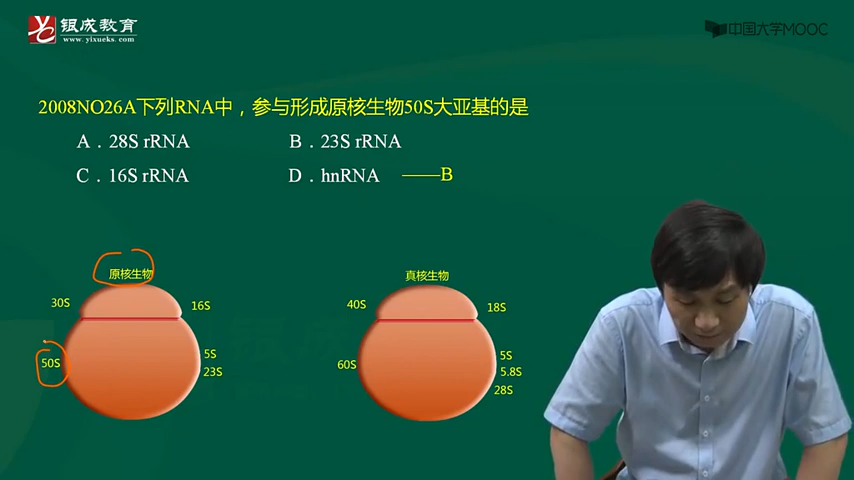 银成教育
www.yixueks.com
中国大学MOOC
2008NO26A下列RNA中，参与形成原核生物50S大亚基的是
A．28S rRNA
B．23S rRNA
C．16S rRNA
D．hnRNA ——B
原核生物
30S
16S
50S
5S
23S
真核生物
40S
18S
60S
5S
5.8S
28S